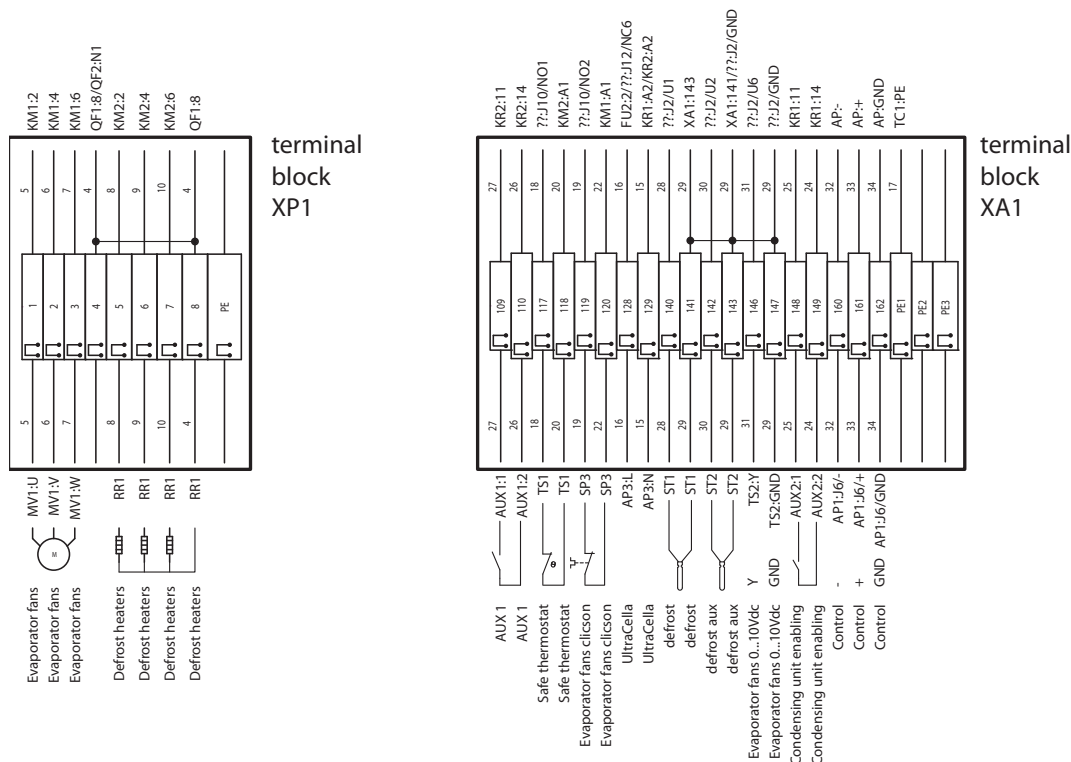 KM1:2
KM1:4
KM1:6
QF1:8/QF2:N1
KM2:2
KM2:4
KM2:6
QF1:8
5
6
7
4
8
9
10
4
terminal
block
XP1
1
2
3
4
5
6
7
8
PE
5
6
7
8
9
10
4
MV1:U
MV1:V
MV1:W
RR1
RR1
RR1
RR1
M
Evaporator fans
Evaporator fans
Evaporator fans
Defrost heaters
Defrost heaters
Defrost heaters
Defrost heaters
KR2:11
KR2:14
??:J10/NO1
KM2:A1
??:J10/NO2
KM1:A1
FU2:2/??:J12/NC6
KR1:A2/KR2:A2
??:J2/U1
XA1:143
??:J2/U2
XA1:141/??:J2/GND
??:J2/U6
??:J2/GND
KR1:11
KR1:14
AP:-
AP:+
AP:GND
TC1:PE
27
26
18
20
19
22
16
15
28
29
30
29
31
29
25
24
32
33
34
17
terminal
block
XA1
109
110
117
118
119
120
128
129
140
141
142
143
146
147
148
149
160
161
162
PE1
PE2
PE3
27
26
18
20
19
22
16
15
28
29
30
29
31
29
25
24
32
33
34
AUX1:1
AUX1:2
TS1
TS1
SP3
SP3
AP3:L
AP3:N
ST1
ST1
ST2
ST2
TS2:Y
TS2:GND
AUX2:1
AUX2:2
AP1:J6/-
AP1:J6/+
AP1:J6/GND
Y
GND
-
+
GND
AUX 1
AUX 1
Safe thermostat
Safe thermostat
Evaporator fans clicson
Evaporator fans clicson
UltraCella
UltraCella
defrost
defrost
defrost aux
defrost aux
Evaporator fans 0...10Vdc
Evaporator fans 0...10Vdc
Condensing unit enabling
Condensing unit enabling
Control
Control
Control